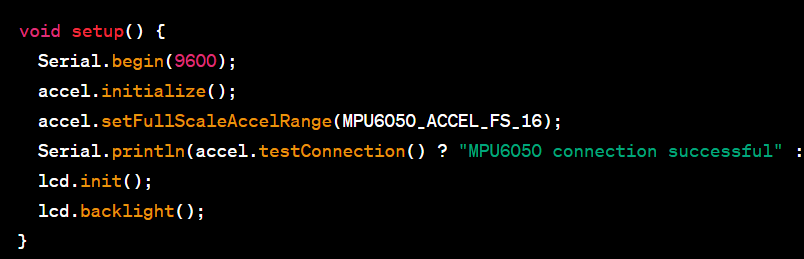 void setup() {
Serial.begin(9600);
accel.initialize();
accel.setFullScaleAccelRange(MPU6050_ACCEL_FS_16);
Serial.println(accel.testConnection() ? "MPU6050 connection successful" :
lcd.init();
lcd.backlight();
}